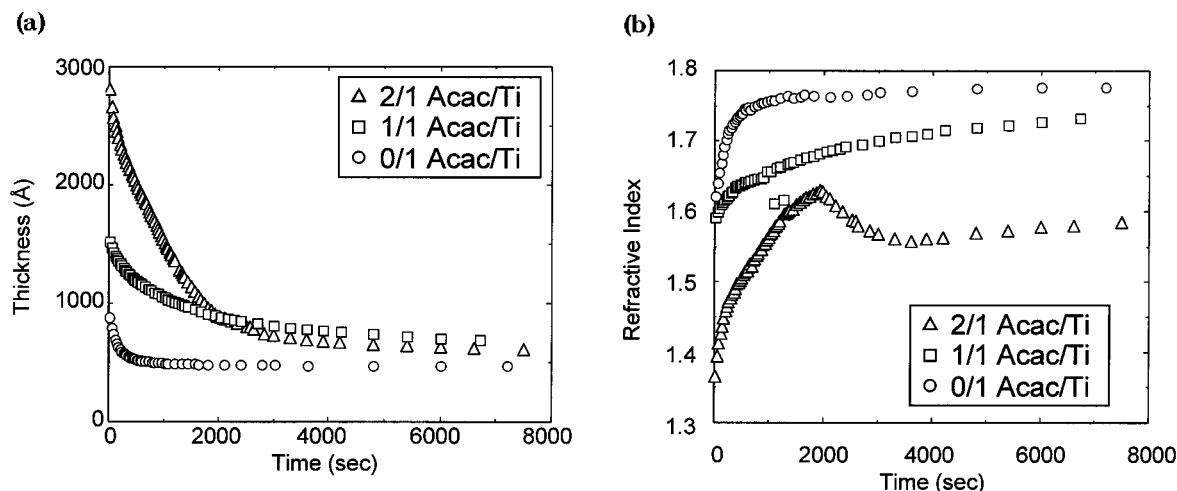 (a)
3000
2000
1000
0
Thickness (Å)
2/1 Acac/Ti
1/1 Acac/Ti
0/1 Acac/Ti
0 2000 4000 6000 8000
Time (sec)
(b)
1.8
1.7
1.6
1.5
1.4
1.3
Refractive Index
2/1 Acac/Ti
1/1 Acac/Ti
0/1 Acac/Ti
0 2000 4000 6000 8000
Time (sec)